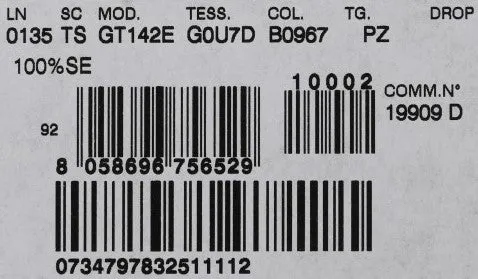 LN SC MOD. TESS. COL. TG. DROP
0135 TS GT142E G0U7D B0967 PZ
100%SE
10002 COMM.N°
19909 D
92
8 058696 756529
0734797832511112